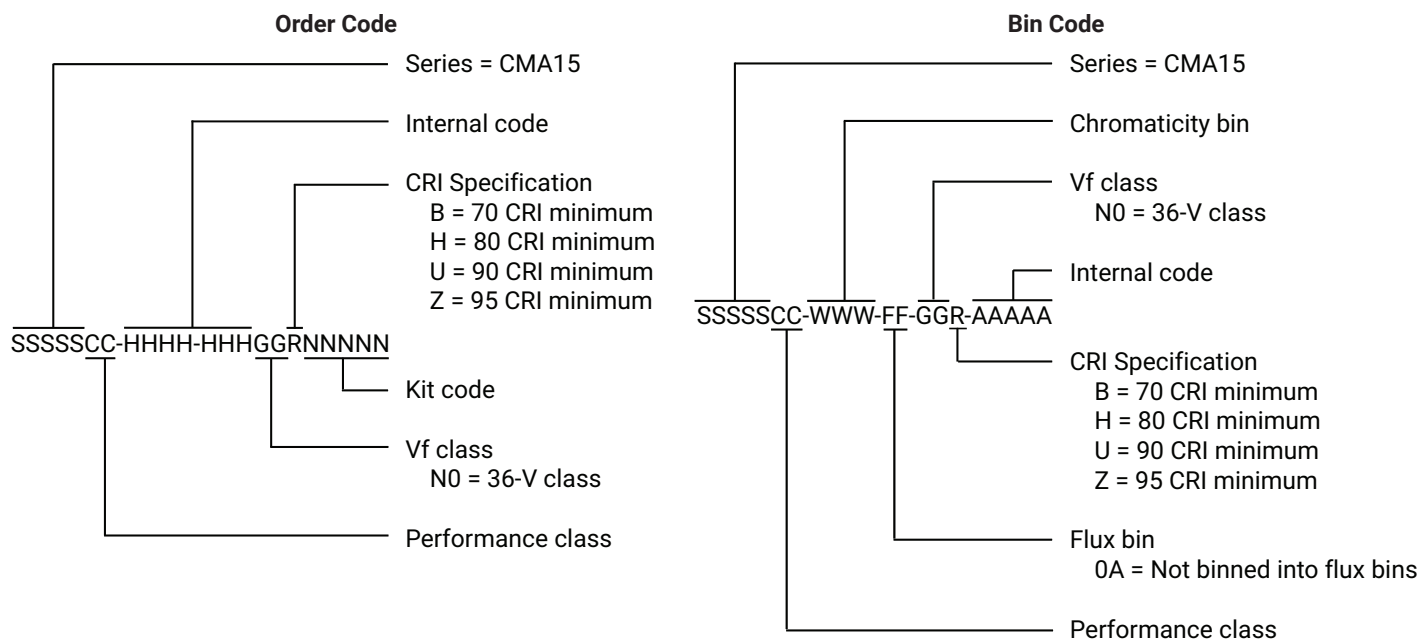 Order Code
Series = CMA15
Internal code
CRI Specification
B = 70 CRI minimum
H = 80 CRI minimum
U = 90 CRI minimum
Z = 95 CRI minimum
SSSSSCC-HHHH-HHHGGRNNNNN
Kit code
Vf class
N0 = 36-V class
Performance class
Bin Code
Series = CMA15
Chromaticity bin
Vf class
N0 = 36-V class
Internal code
SSSSSCC-WWW-FF-GGR-AAAAA
CRI Specification
B = 70 CRI minimum
H = 80 CRI minimum
U = 90 CRI minimum
Z = 95 CRI minimum
Flux bin
0A = Not binned into flux bins
Performance class